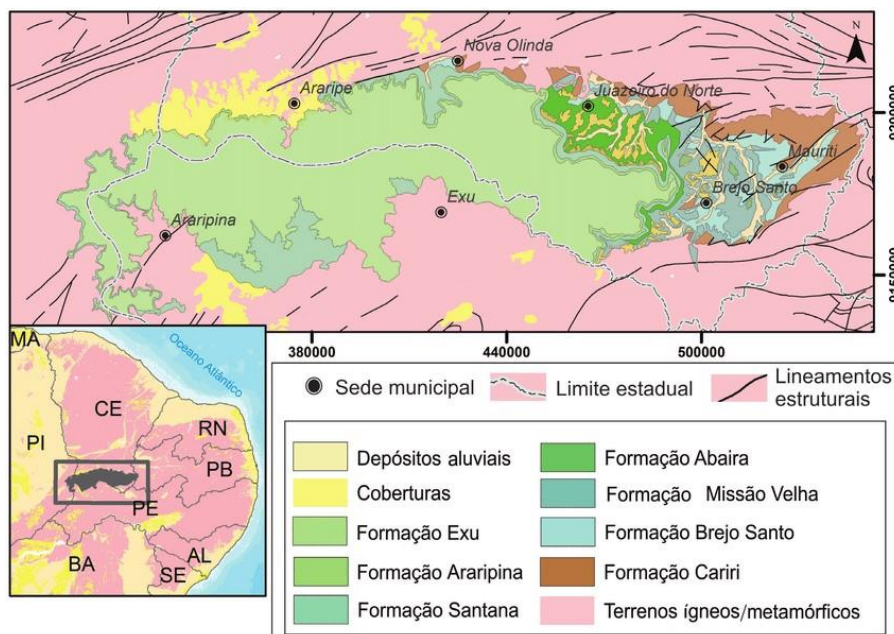 N
Nova Olinda
Araripe
Juazeiro do Norte
Mauriti
Brejo Santo
Exu
Araripina
9150000
380000
440000
500000
MA
Oceano Atlântico
CE
RN
PI
PB
PE
AL
BA
SE
Sede municipal
Limite estadual
Lineamentos
estruturais
Depósitos aluviais
Coberturas
Formação Exu
Formação Araripina
Formação Santana
Formação Abaira
Formação Missão Velha
Formação Brejo Santo
Formação Cariri
Terrenos ígneos/metamórficos